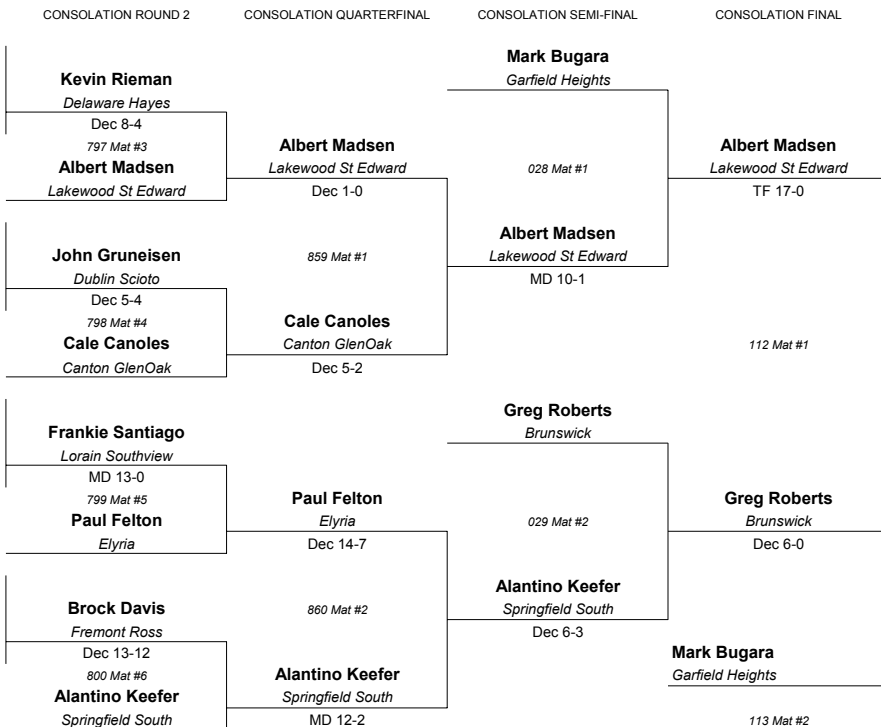 CONSOLATION ROUND 2
CONSOLATION QUARTERFINAL
CONSOLATION SEMI-FINAL
CONSOLATION FINAL
Kevin Rieman
Delaware Hayes
Dec 8-4
797 Mat #3
Albert Madsen
Lakewood St Edward
John Gruneisen
Dublin Scioto
Dec 5-4
798 Mat #4
Cale Canoles
Canton GlenOak
Frankie Santiago
Lorain Southview
MD 13-0
799 Mat #5
Paul Felton
Elyria
Brock Davis
Fremont Ross
Dec 13-12
800 Mat #6
Alantino Keefer
Springfield South
Albert Madsen
Lakewood St Edward
Dec 1-0
859 Mat #1
Cale Canoles
Canton GlenOak
Dec 5-2
Paul Felton
Elyria
Dec 14-7
860 Mat #2
Alantino Keefer
Springfield South
MD 12-2
Mark Bugara
Garfield Heights
028 Mat #1
Albert Madsen
Lakewood St Edward
MD 10-1
Greg Roberts
Brunswick
029 Mat #2
Alantino Keefer
Springfield South
Dec 6-3
Albert Madsen
Lakewood St Edward
TF 17-0
112 Mat #1
Greg Roberts
Brunswick
Dec 6-0
Mark Bugara
Garfield Heights
113 Mat #2